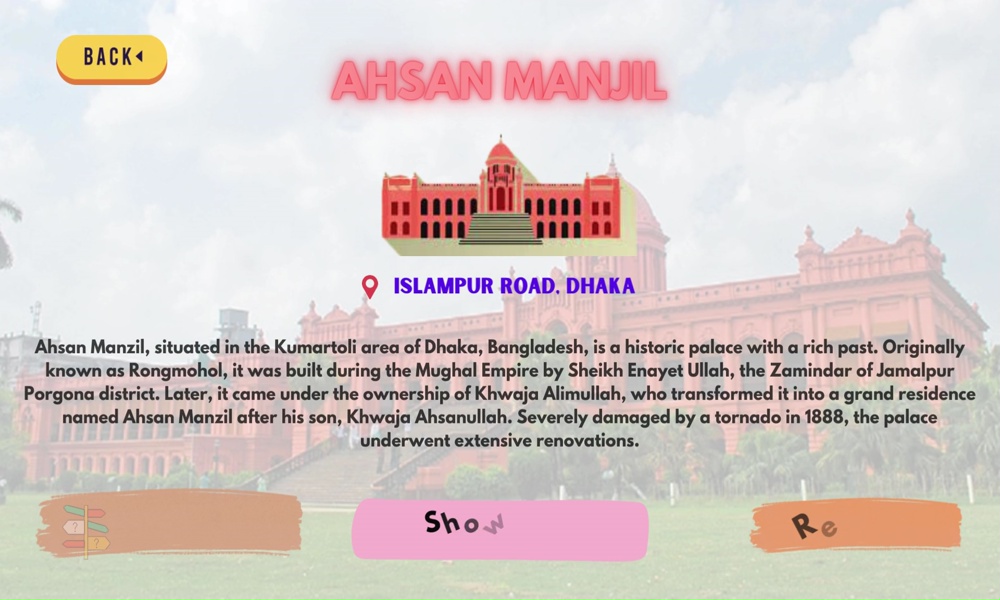 BACK
AHSAN MANJIL
ISLAMPUR ROAD, DHAKA
Ahsan Manzil, situated in the Kumartoli area of Dhaka, Bangladesh, is a historic palace with a rich past. Originally
known as Rongmohol, it was built during the Mughal Empire by Sheikh Enayet Ullah, the Zamindar of Jamalpur
Porgona district. Later, it came under the ownership of Khwaja Alimullah, who transformed it into a grand residence
named Ahsan Manzil after his son, Khwaja Ahsanullah. Severely damaged by a tornado in 1888, the palace
underwent extensive renovations.
Show Re